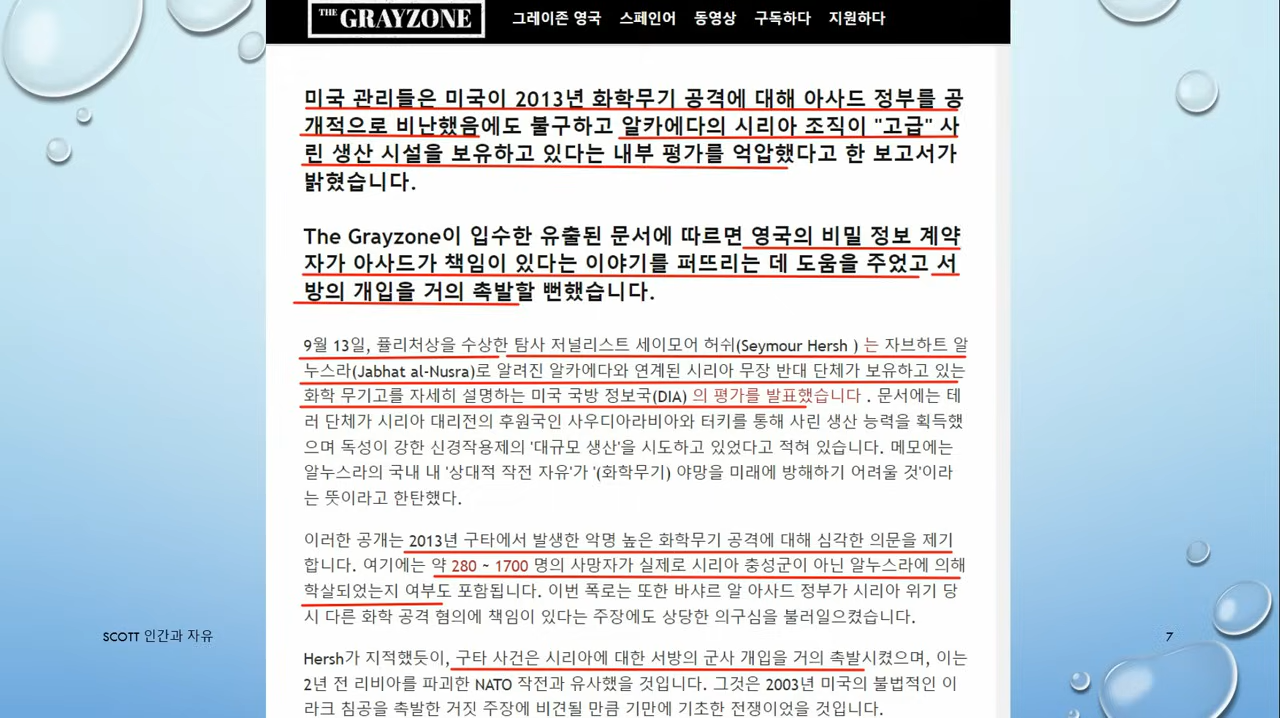 THE GRAYZONE 그레이존 영국 스페인어 동영상 구독하다 지원하다
미국 관리들은 미국이 2013년 화학무기 공격에 대해 아사드 정부를 공
개적으로 비난했음에도 불구하고 알카에다의 시리아 조직이 "고급" 사
린 생산 시설을 보유하고 있다는 내부 평가를 억압했다고 한 보고서가
밝혔습니다.
The Grayzone이 입수한 유출된 문서에 따르면 영국의 비밀 정보 계약
자가 아사드가 책임이 있다는 이야기를 퍼뜨리는 데 도움을 주었고 서
방의 개입을 거의 촉발할 뻔했습니다.
9월 13일, 퓰리처상을 수상한 탐사 저널리스트 세이모어 허쉬(Seymour Hersh ) 는 자브하트 알
누스라(Jabhat al-Nusra)로 알려진 알카에다와 연계된 시리아 무장 반대 단체가 보유하고 있는
화학 무기고를 자세히 설명하는 미국 국방 정보국(DIA) 의 평가를 발표했습니다 . 문서에는 테
러 단체가 시리아 대리전의 후원국인 사우디아라비아와 터키를 통해 사린 생산 능력을 획득했
으며 독성이 강한 신경작용제의 '대규모 생산'을 시도하고 있었다고 적혀 있습니다. 메모에는
알누스라의 국내 내 '상대적 작전 자유'가 '(화학무기) 야망을 미래에 방해하기 어려울 것'이라
는 뜻이라고 한탄했다.
이러한 공개는 2013년 구타에서 발생한 악명 높은 화학무기 공격에 대해 심각한 의문을 제기
합니다. 여기에는 약 280 ~ 1700 명의 사망자가 실제로 시리아 충성군이 아닌 알누스라에 의해
학살되었는지 여부도 포함됩니다. 이번 폭로는 또한 바샤르 알 아사드 정부가 시리아 위기 당
시 다른 화학 공격 혐의에 책임이 있다는 주장에도 상당한 의구심을 불러일으켰습니다.
SCOTT 인간과 자유
7
Hersh가 지적했듯이, 구타 사건은 시리아에 대한 서방의 군사 개입을 거의 촉발시켰으며, 이는
2년 전 리비아를 파괴한 NATO 작전과 유사했을 것입니다. 그것은 2003년 미국의 불법적인 이
라크 침공을 촉발한 거짓 주장에 비견될 만큼 기만에 기초한 전쟁이었을 것입니다.